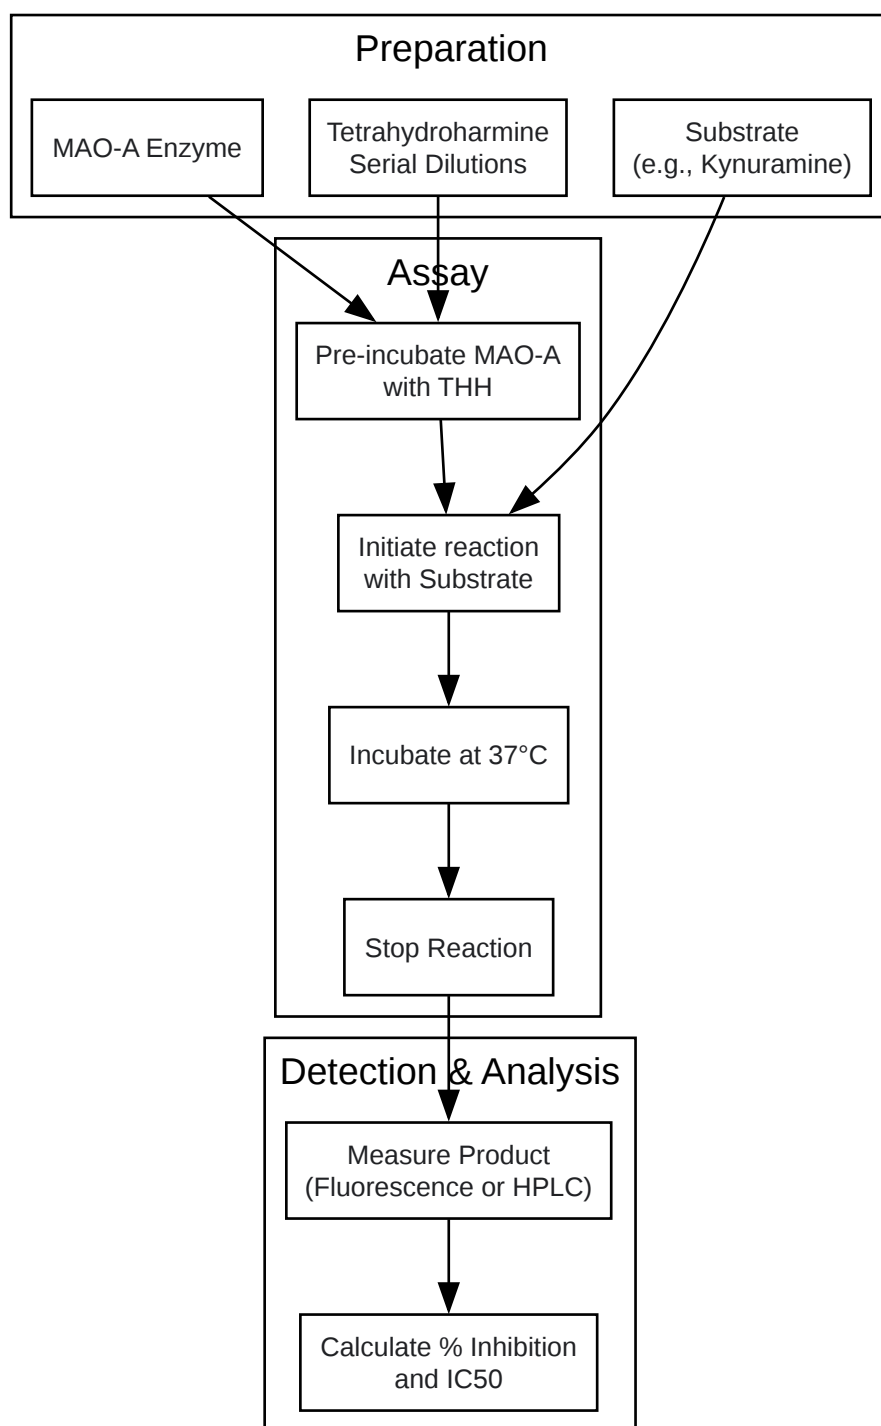 Preparation
MAO-A Enzyme
Tetrahydroharmine
Serial Dilutions
Substrate
(e.g., Kynuramine)
Assay
Pre-incubate MAO-A
with THH
Initiate reaction
with Substrate
Incubate at 37°C
Stop Reaction
Detection & Analysis
Measure Product
(Fluorescence or HPLC)
Calculate % Inhibition
and IC50